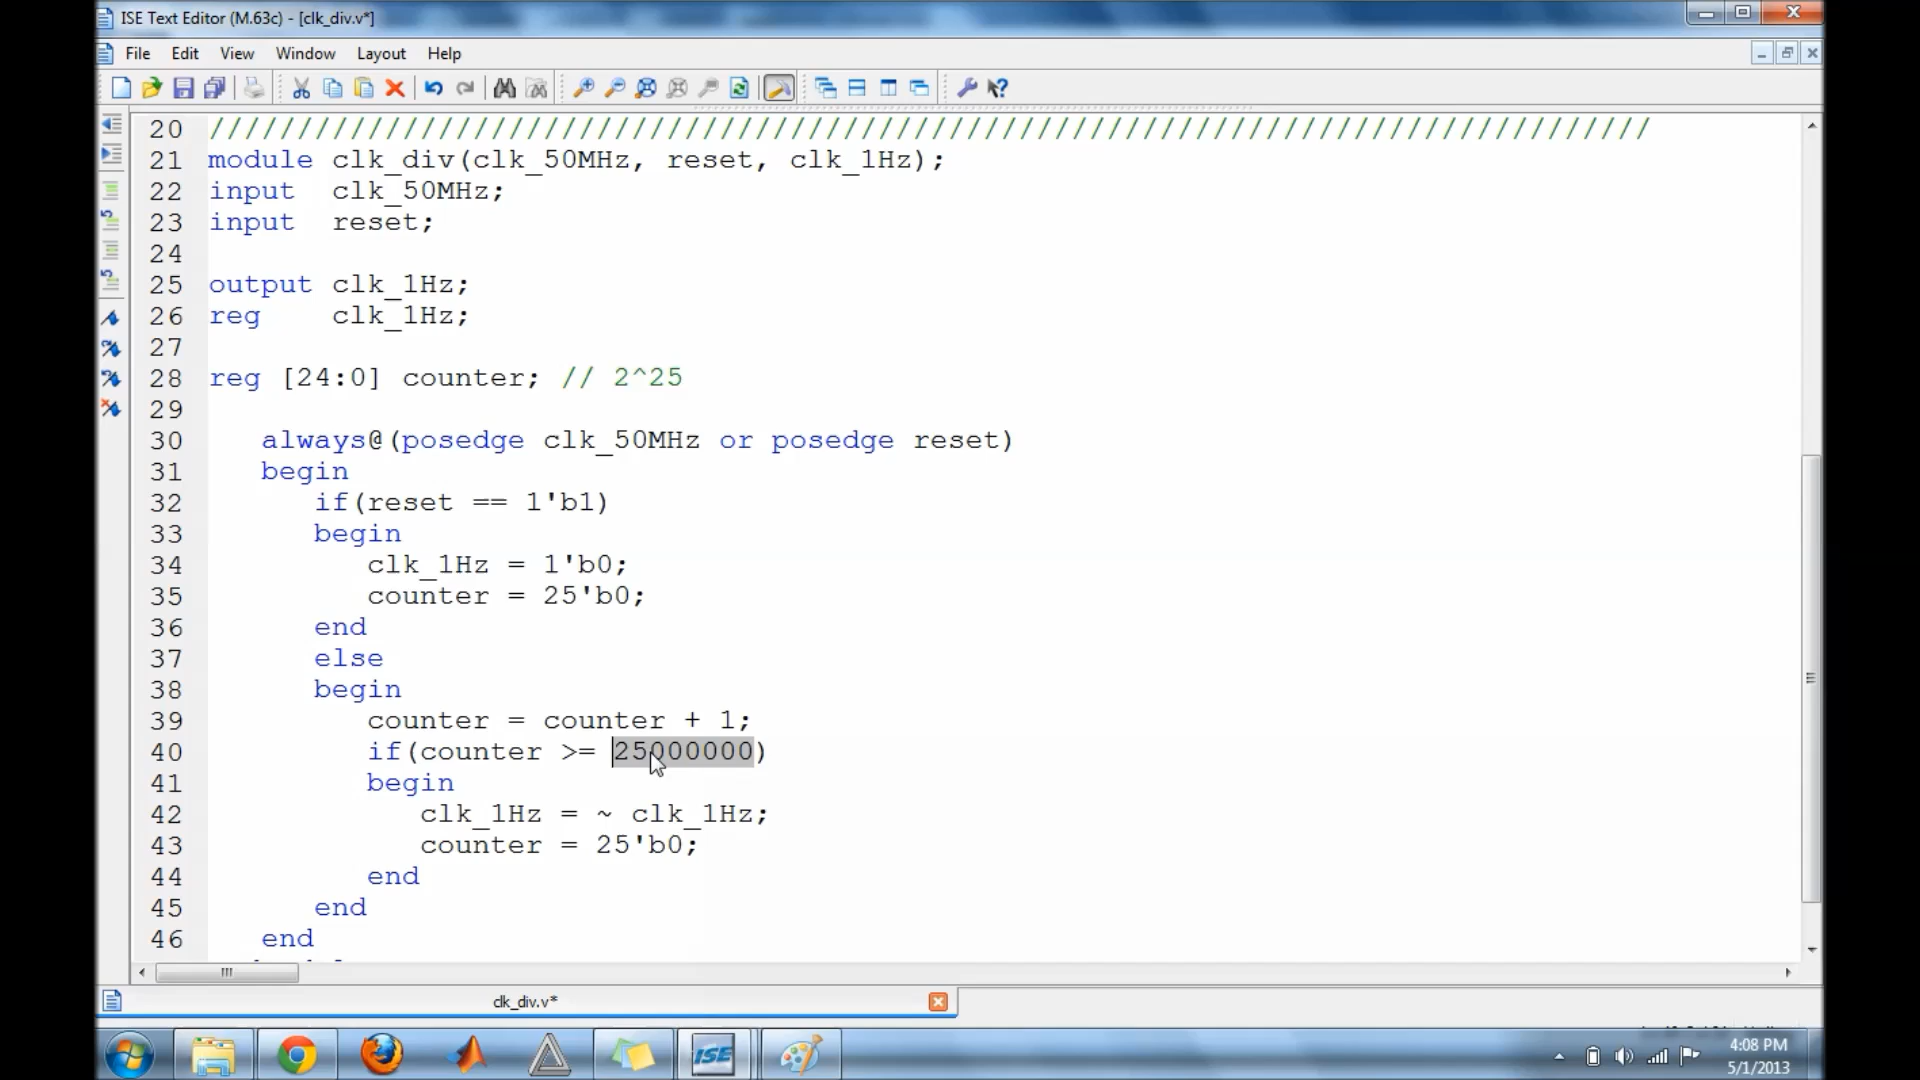 ISE Text Editor (M.63c) - [clk_div.v*]
File Edit View Window Layout Help
20 //////////////////////////////////////////////////////////////////////////////////
21 module clk_div(clk_50MHz, reset, clk_1Hz);
22 input  clk_50MHz;
23 input  reset;
24
25 output clk_1Hz;
26 reg    clk_1Hz;
27
28 reg [24:0] counter; // 2^25
29
30    always@(posedge clk_50MHz or posedge reset)
31    begin
32       if(reset == 1'b1)
33       begin
34          clk_1Hz = 1'b0;
35          counter = 25'b0;
36       end
37       else
38       begin
39          counter = counter + 1;
40          if(counter >= 25000000)
41          begin
42             clk_1Hz = ~ clk_1Hz;
43             counter = 25'b0;
44          end
45       end
46    end
clk_div.v*
ISE
4:08 PM
5/1/2013